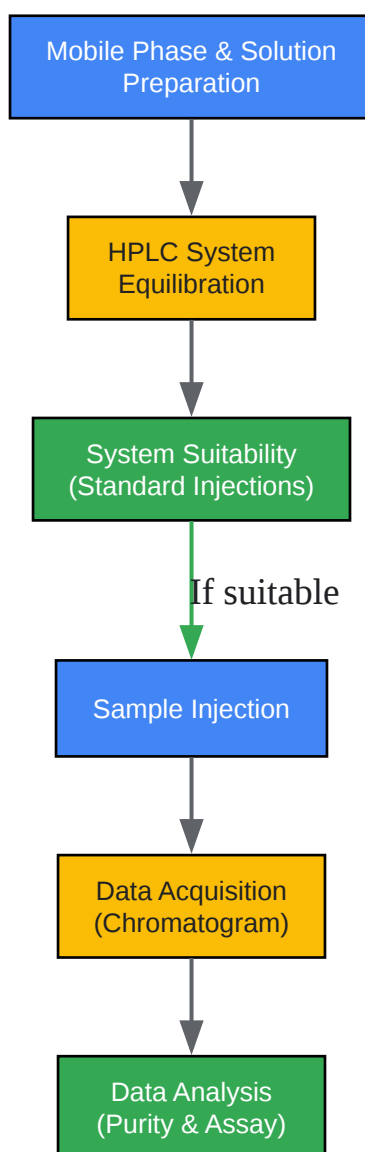 Mobile Phase & Solution
Preparation
HPLC System
Equilibration
System Suitability
(Standard Injections)
If suitable
Sample Injection
Data Acquisition
(Chromatogram)
Data Analysis
(Purity & Assay)